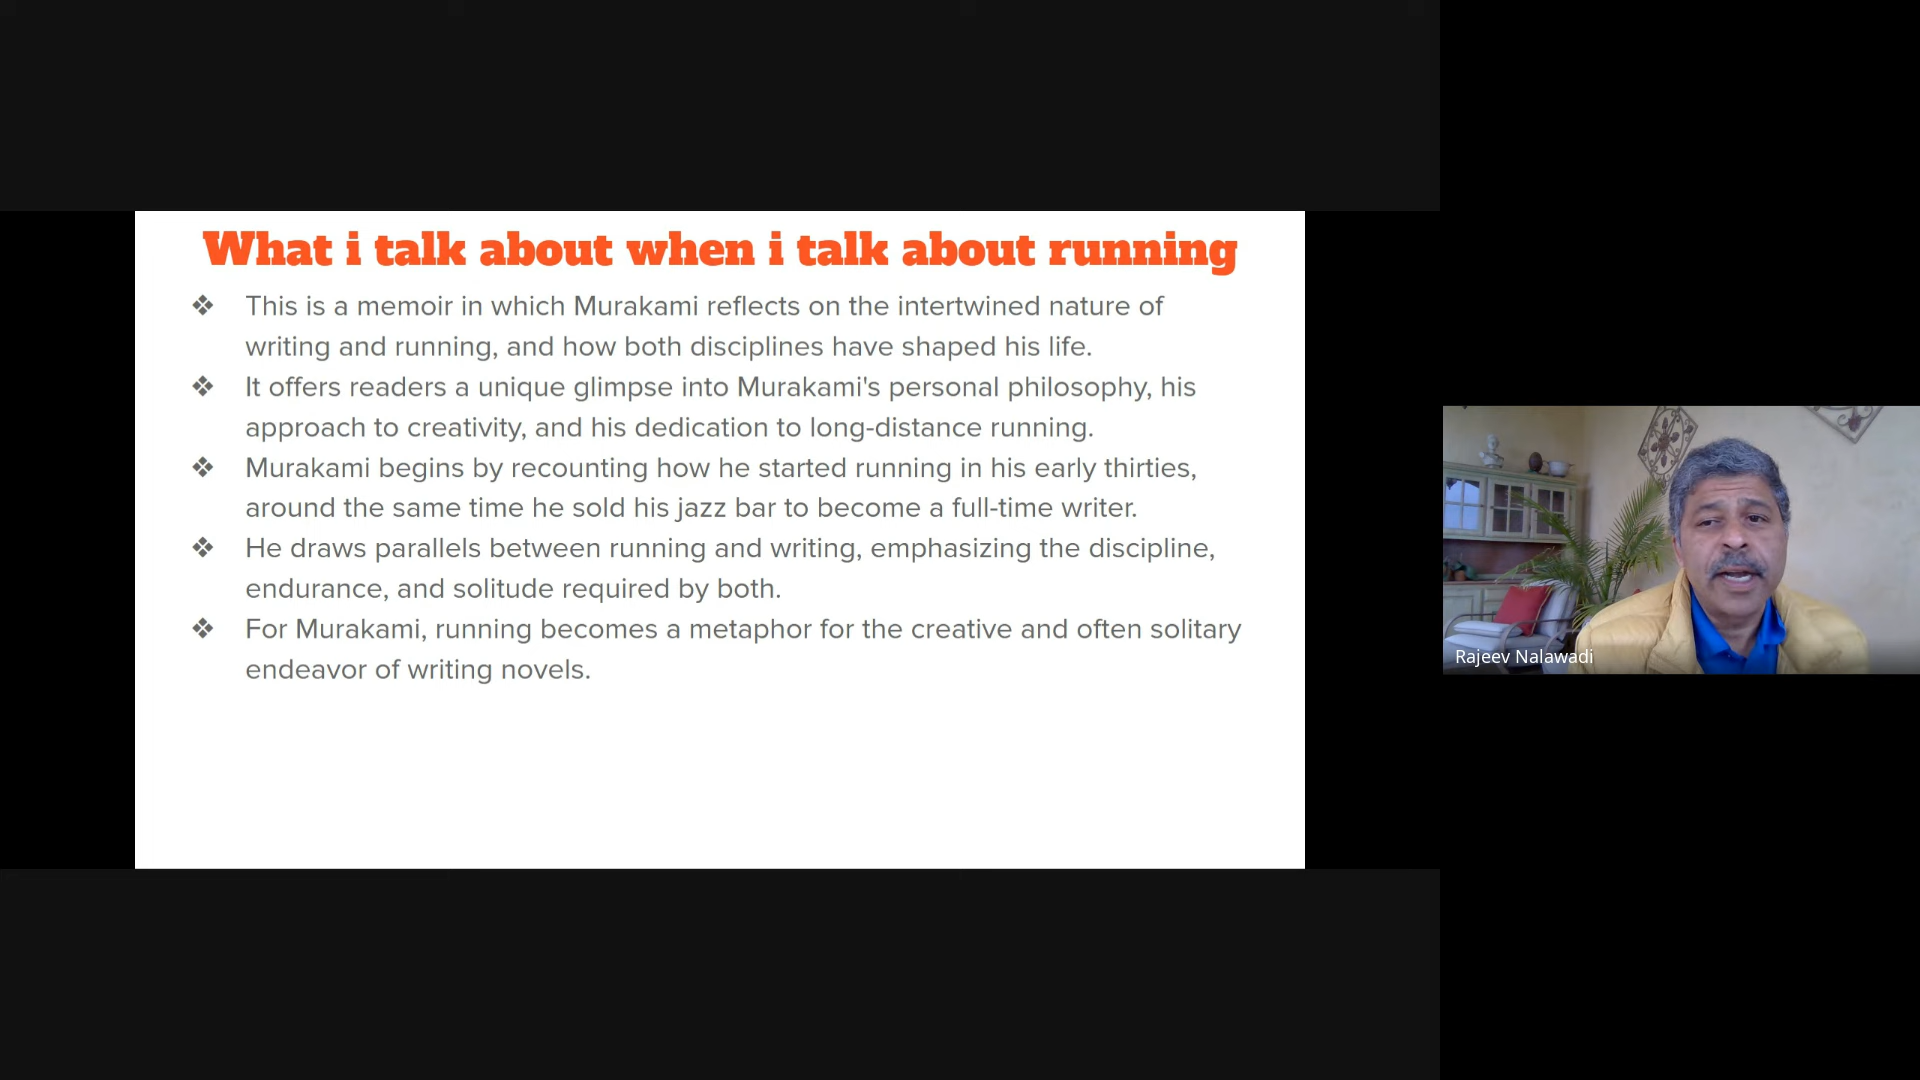 What i talk about when i talk about running
❖ This is a memoir in which Murakami reflects on the intertwined nature of
writing and running, and how both disciplines have shaped his life.
❖ It offers readers a unique glimpse into Murakami's personal philosophy, his
approach to creativity, and his dedication to long-distance running.
❖ Murakami begins by recounting how he started running in his early thirties,
around the same time he sold his jazz bar to become a full-time writer.
❖ He draws parallels between running and writing, emphasizing the discipline,
endurance, and solitude required by both.
❖ For Murakami, running becomes a metaphor for the creative and often solitary
endeavor of writing novels.
Rajeev Nalawadi